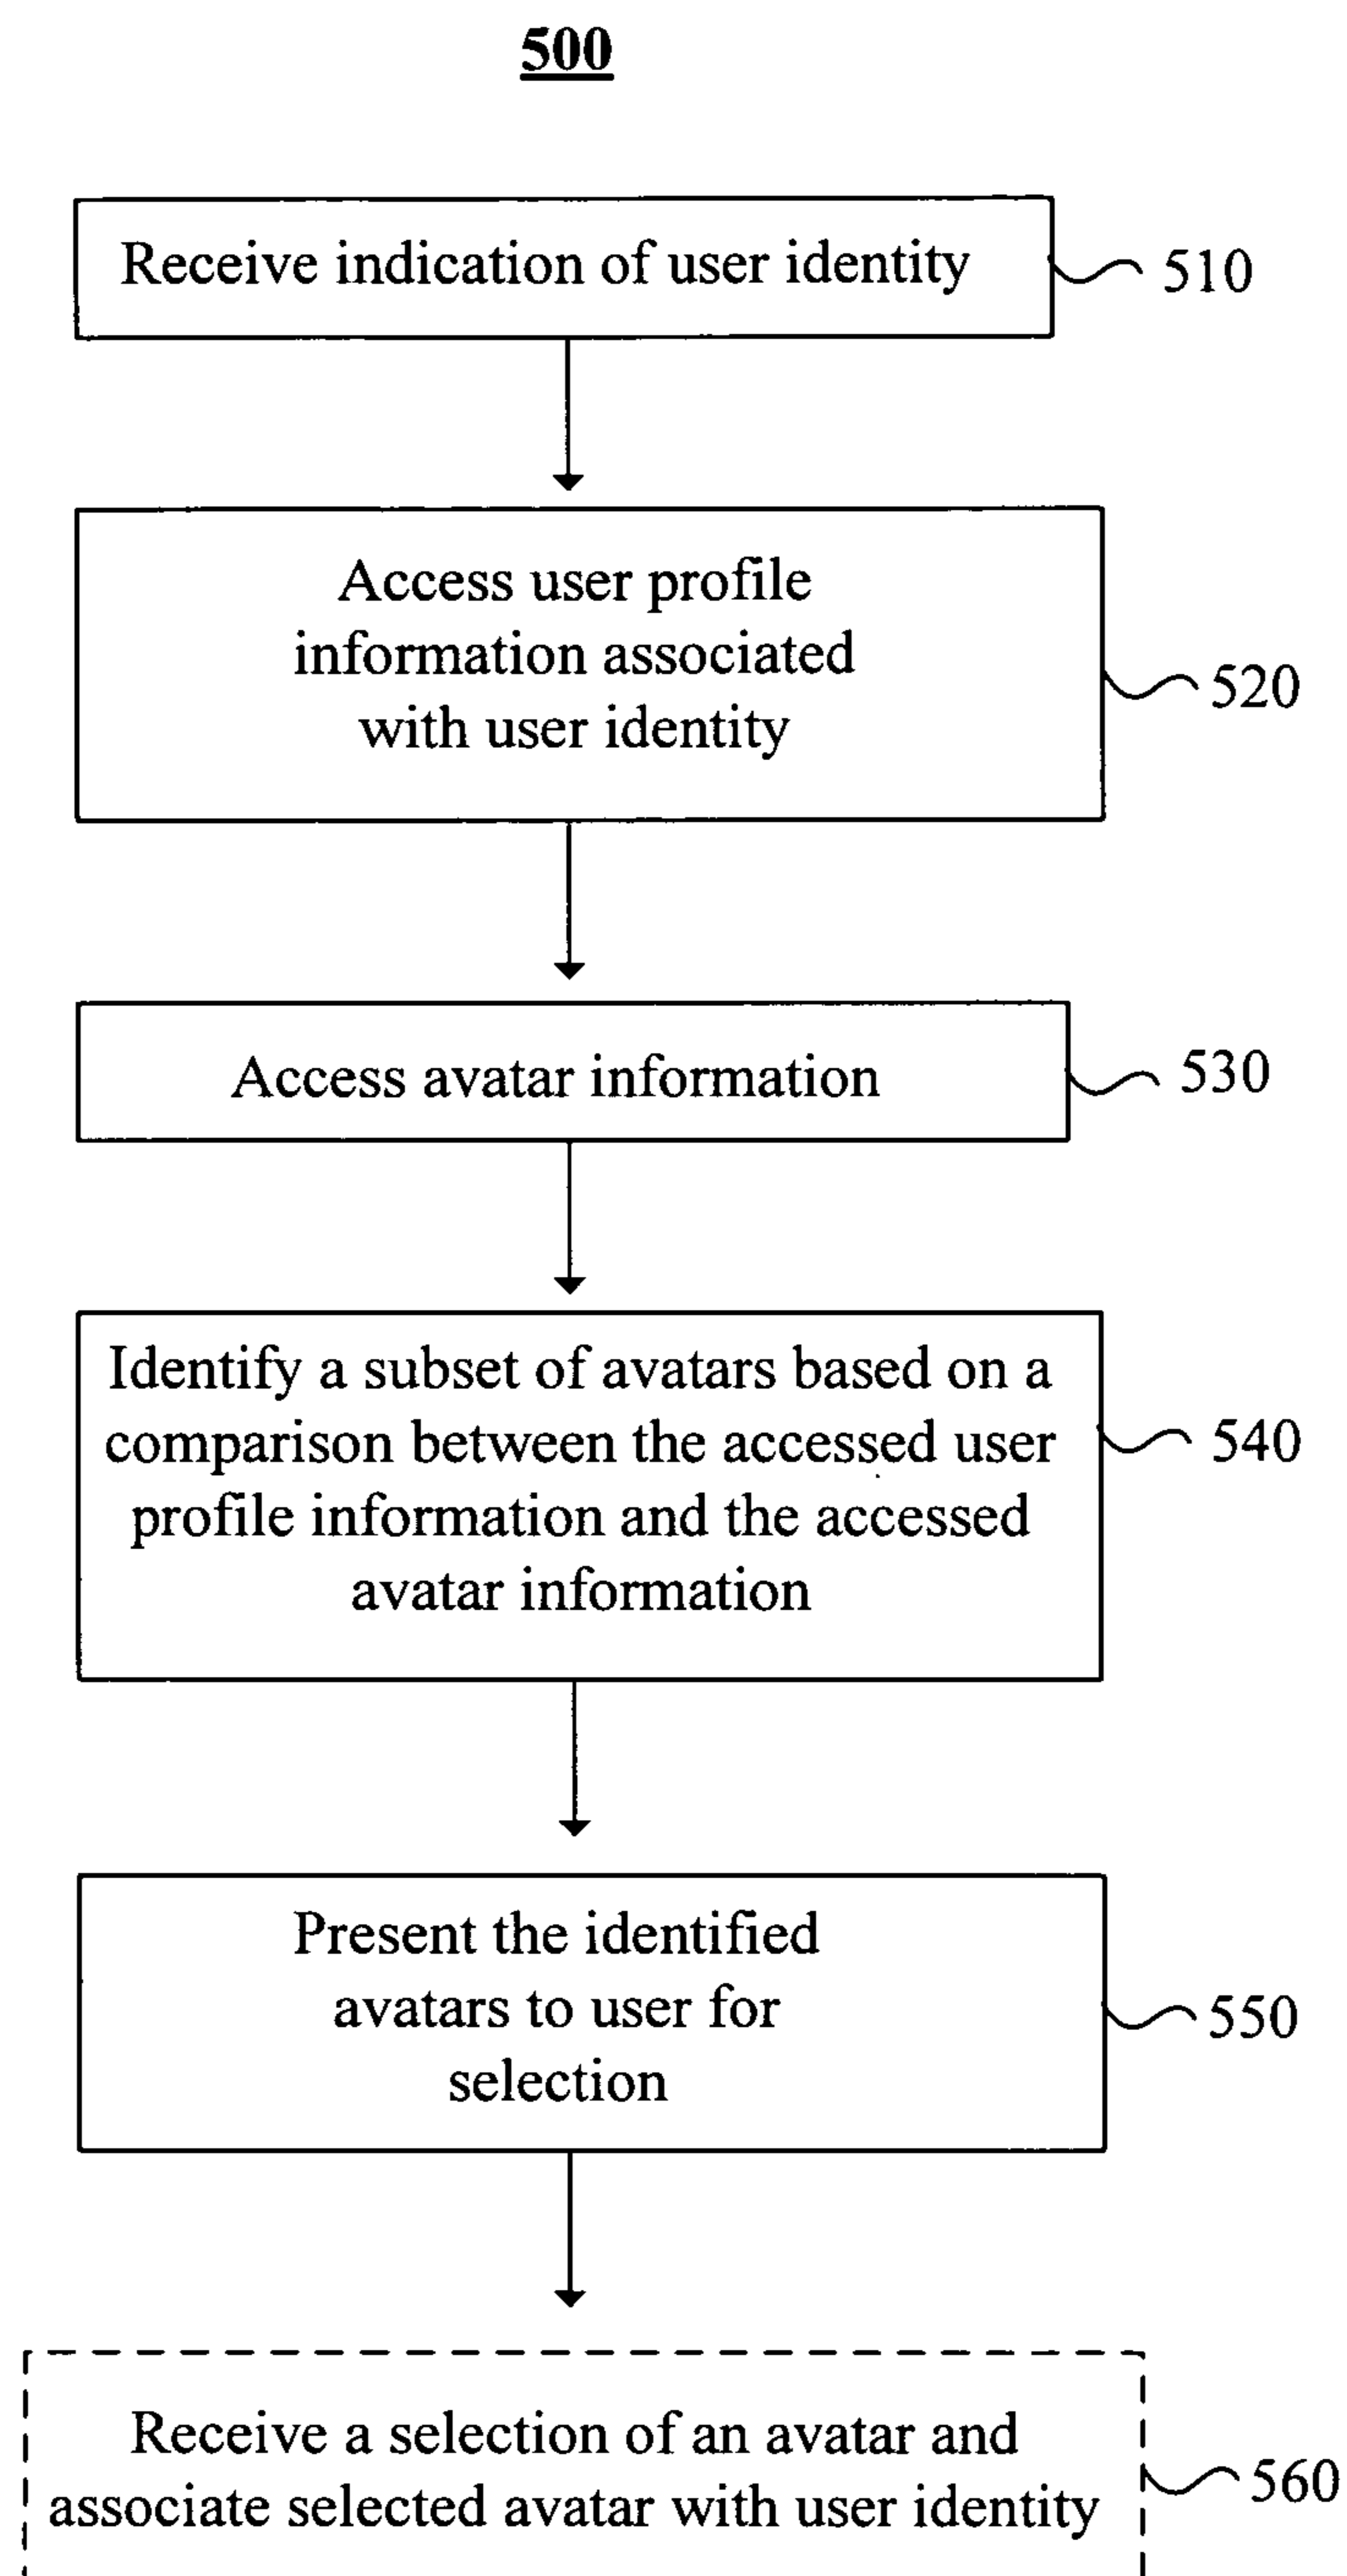 500
Receive indication of user identity
510
Access user profile
information associated
with user identity
520
Access avatar information
530
Identify a subset of avatars based on a
comparison between the accessed user
profile information and the accessed
avatar information
540
Present the identified
avatars to user for
selection
550
Receive a selection of an avatar and
associate selected avatar with user identity
560